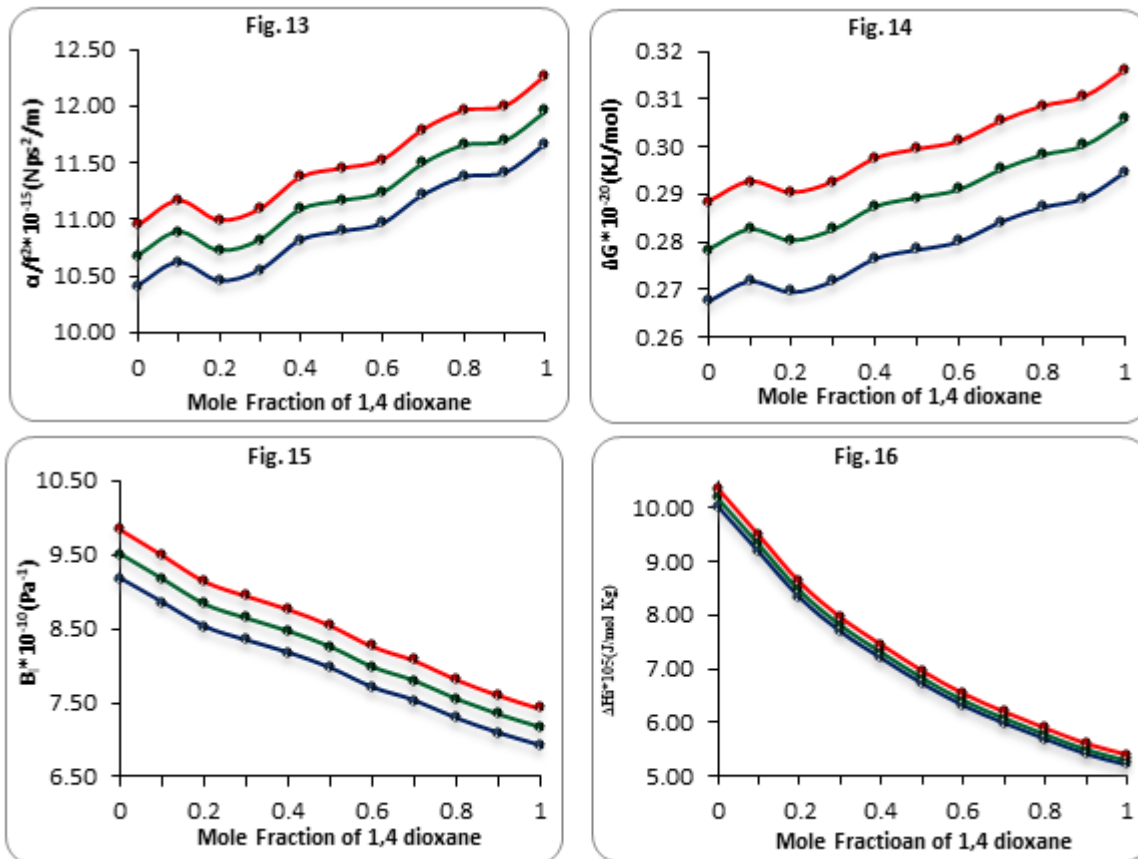 Fig. 13
α/f²*10⁻¹⁵(Nps²/m)
12.50
12.00
11.50
11.00
10.50
10.00
0 0.2 0.4 0.6 0.8 1
Mole Fraction of 1,4 dioxane
Fig. 14
ΔG*10⁻²⁰(KJ/mol)
0.32
0.31
0.30
0.29
0.28
0.27
0.26
0 0.2 0.4 0.6 0.8 1
Mole Fraction of 1,4 dioxane
Fig. 15
Bᵢ*10⁻¹⁰(Pa⁻¹)
10.50
9.50
8.50
7.50
6.50
0 0.2 0.4 0.6 0.8 1
Mole Fraction of 1,4 dioxane
Fig. 16
ΔHi*105(J/mol Kg)
10.00
9.00
8.00
7.00
6.00
5.00
0 0.2 0.4 0.6 0.8 1
Mole Fractioan of 1,4 dioxane